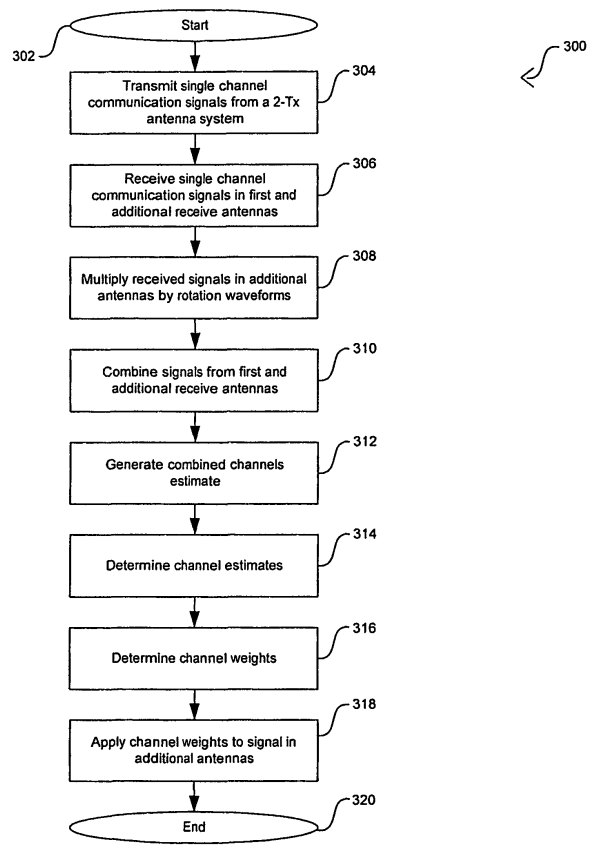 Start
302
300
304
Transmit single channel
communication signals from a 2-Tx
antenna system
306
Receive single channel
communication signals in first and
additional receive antennas
308
Multiply received signals in additional
antennas by rotation waveforms
310
Combine signals from first and
additional receive antennas
312
Generate combined channels
estimate
314
Determine channel estimates
316
Determine channel weights
318
Apply channel weights to signal in
additional antennas
320
End